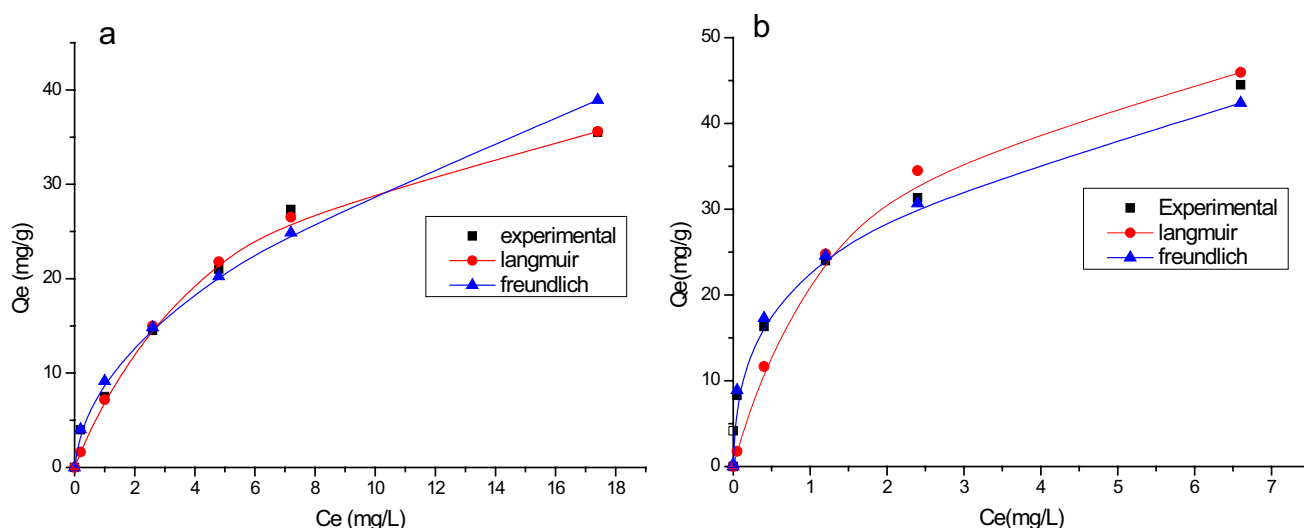 a
Qe (mg/g)
40
30
20
10
0
0 2 4 6 8 10 12 14 16 18
Ce (mg/L)
experimental
langmuir
freundlich
b
Qe(mg/g)
50
40
30
20
10
0
0 1 2 3 4 5 6 7
Ce(mg/L)
Experimental
langmuir
freundlich